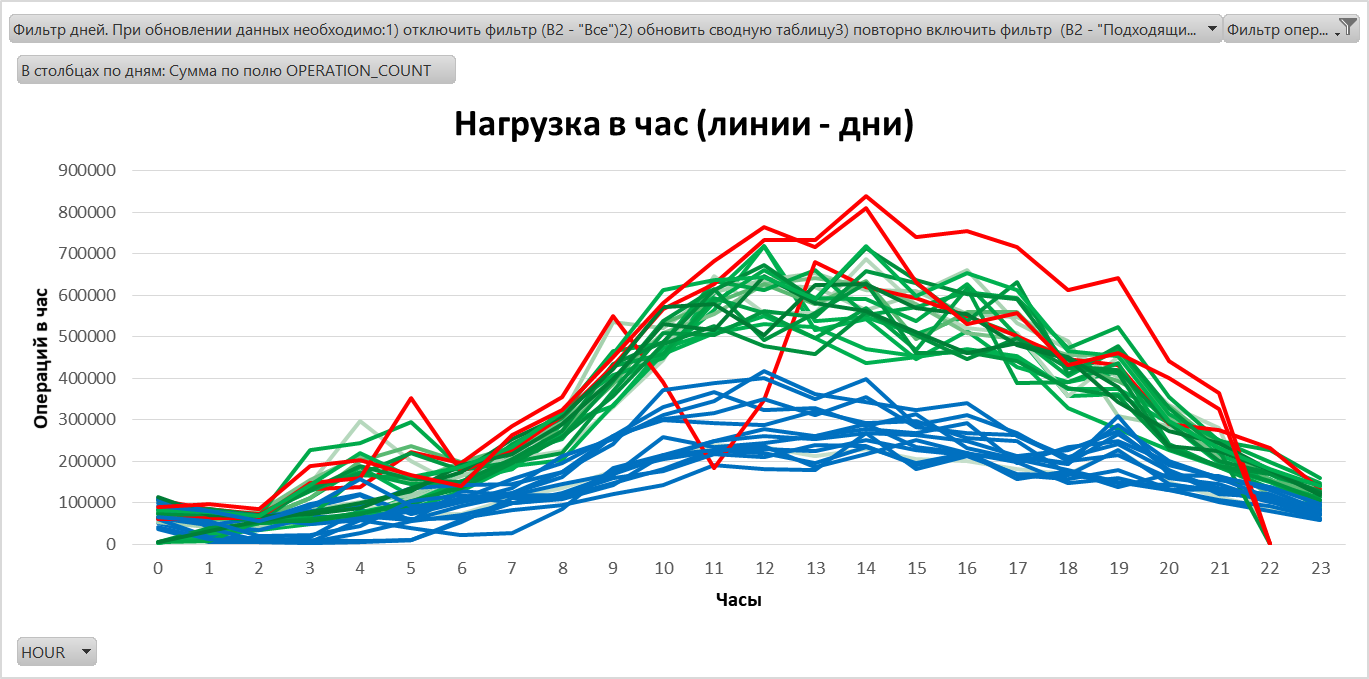 Фильтр дней. При обновлении данных необходимо:1) отключить фильтр (B2 - "Все")2) обновить сводную таблицу3) повторно включить фильтр  (B2 - "Подходящи... Фильтр опер...
В столбцах по дням: Сумма по полю OPERATION_COUNT
Нагрузка в час (линии - дни)
900000
800000
700000
600000
500000
400000
300000
200000
100000
0
Операций в час
0 1 2 3 4 5 6 7 8 9 10 11 12 13 14 15 16 17 18 19 20 21 22 23
Часы
HOUR